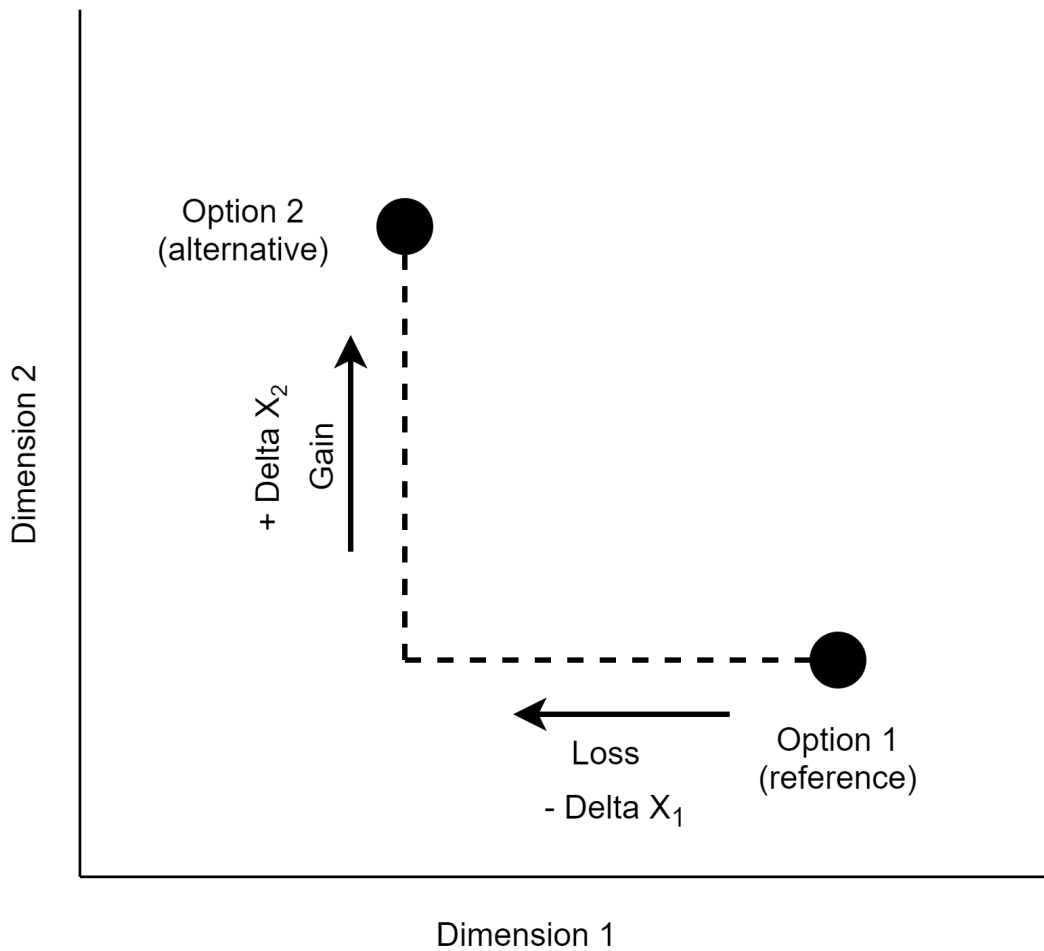 Option 2
(alternative)
Dimension 2
+ Delta X₂
Gain
Loss
- Delta X₁
Option 1
(reference)
Dimension 1